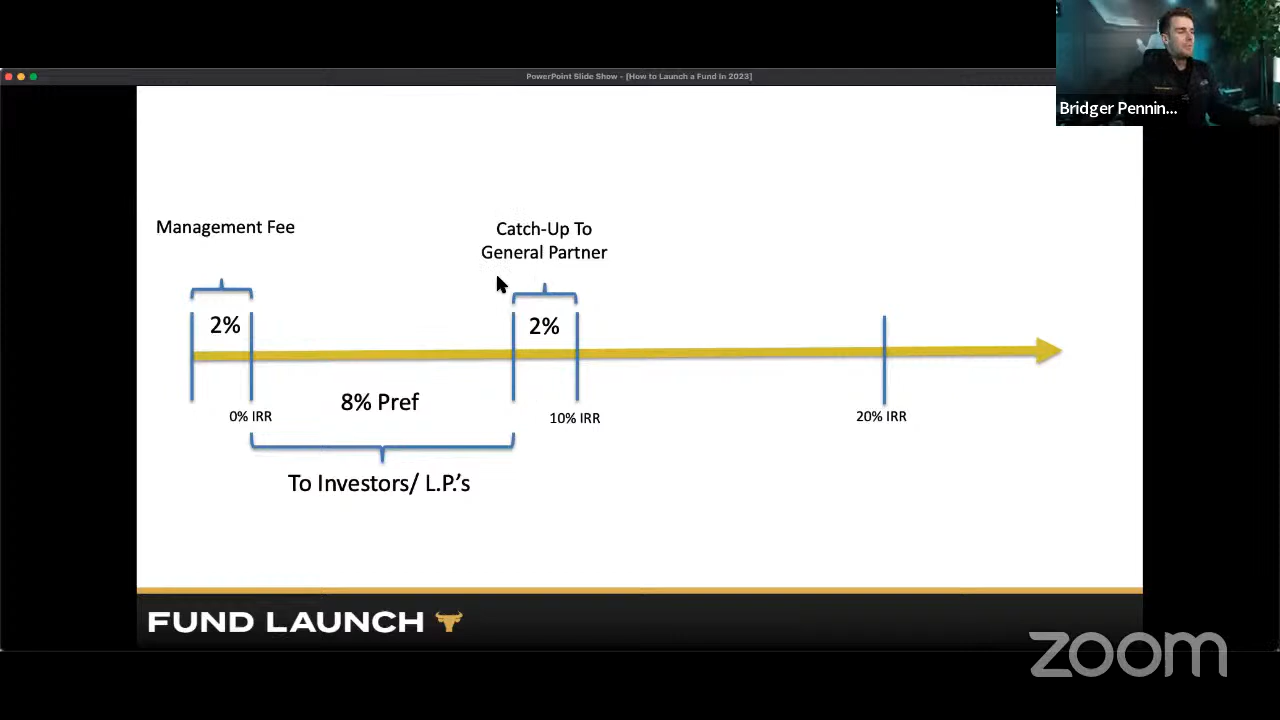 PowerPoint Slide Show - [How to Launch a Fund In 2023]
Bridger Pennin...
Management Fee
Catch-Up To
General Partner
2%
2%
0% IRR
8% Pref
10% IRR
20% IRR
To Investors/ L.P.'s
FUND LAUNCH
zoom